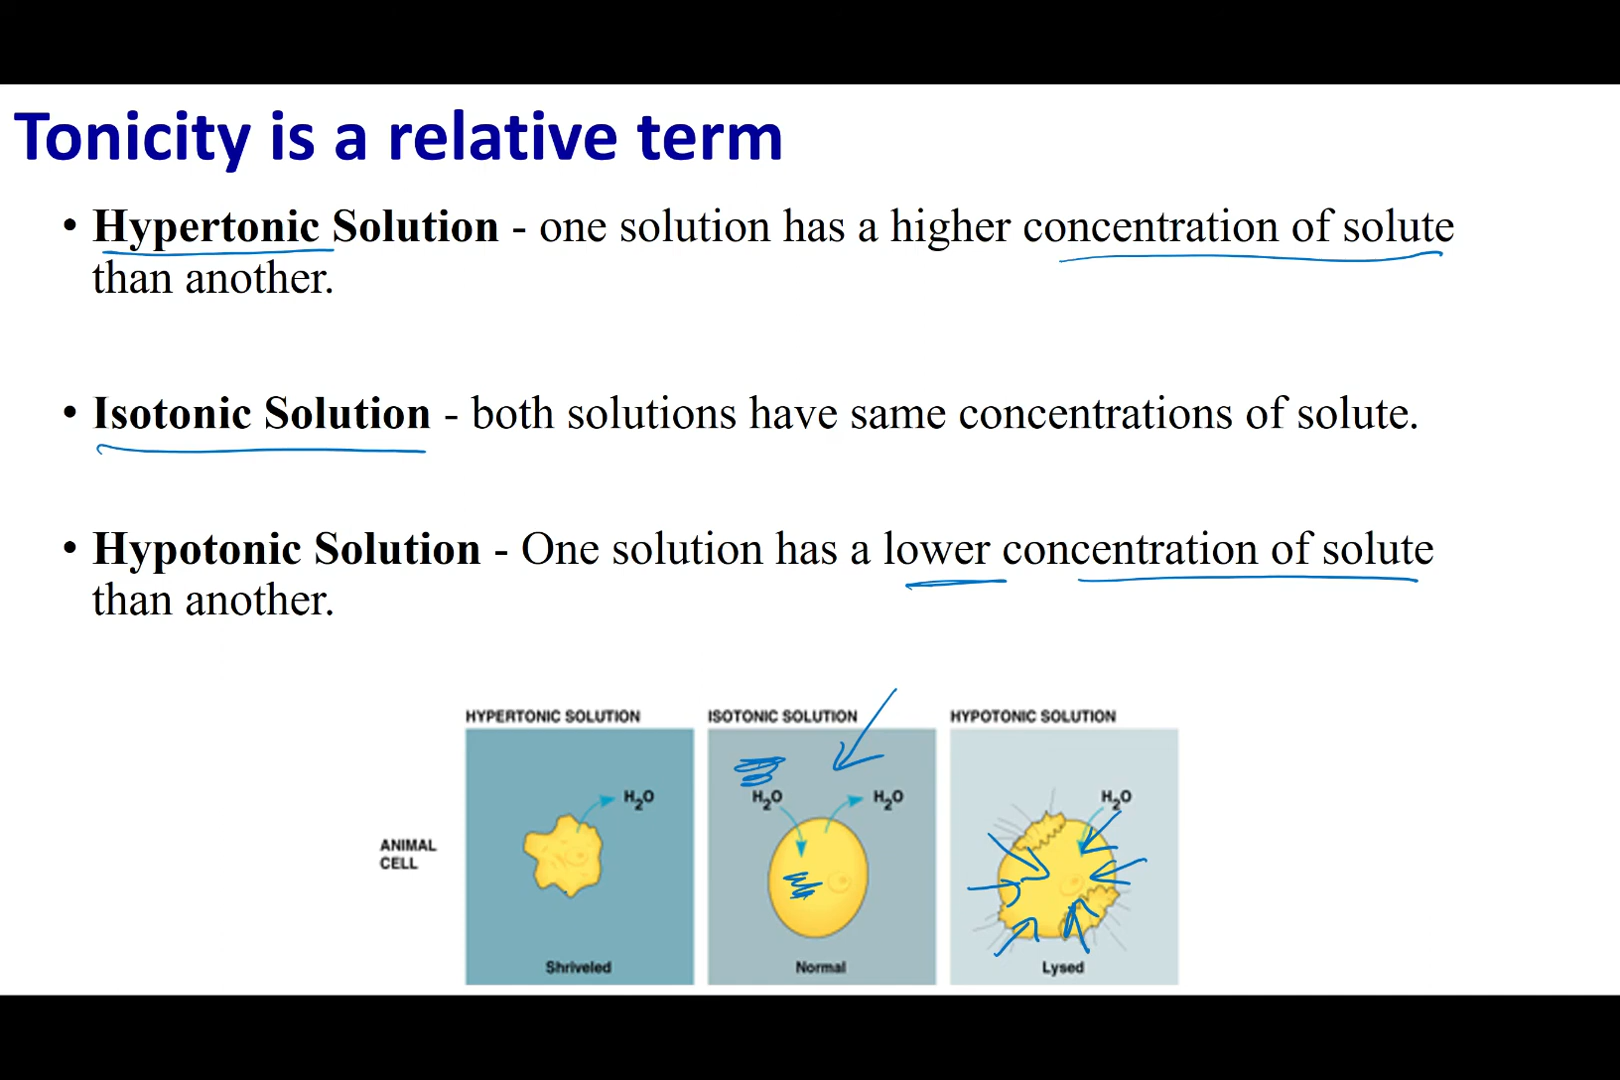 Tonicity is a relative term
• Hypertonic Solution - one solution has a higher concentration of solute
than another.
• Isotonic Solution - both solutions have same concentrations of solute.
• Hypotonic Solution - One solution has a lower concentration of solute
than another.
HYPERTONIC SOLUTION
ISOTONIC SOLUTION
HYPOTONIC SOLUTION
H2O
H2O
H2O
H2O
ANIMAL
CELL
Shriveled
Normal
Lysed